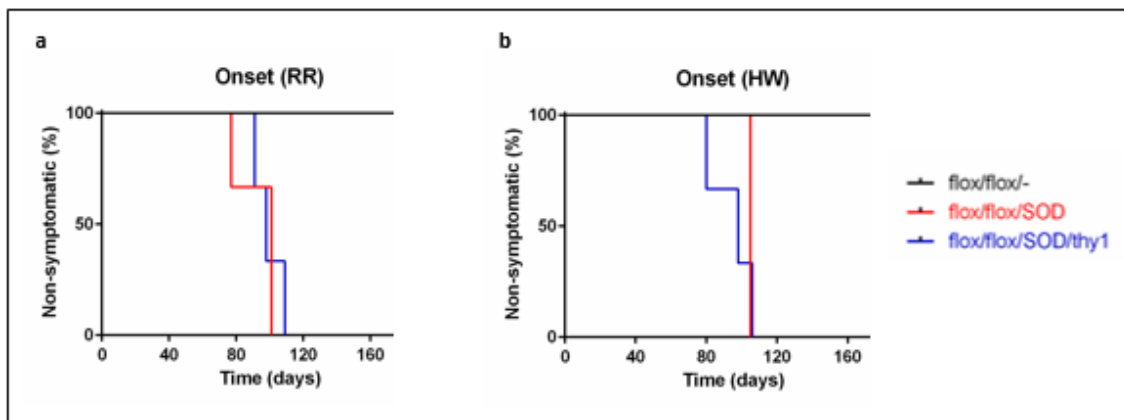 a
Onset (RR)
Non-symptomatic (%)
100
50
0
0 40 80 120 160
Time (days)
b
Onset (HW)
Non-symptomatic (%)
100
50
0
0 40 80 120 160
Time (days)
flox/flox/-
flox/flox/SOD
flox/flox/SOD/thy1